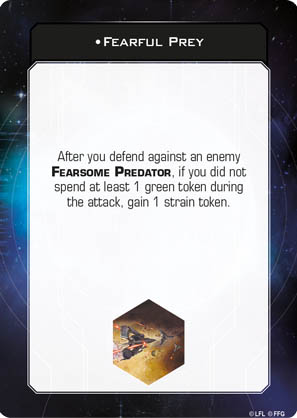 •Fearful Prey
After you defend against an enemy
Fearsome Predator, if you did not
spend at least 1 green token during
the attack, gain 1 strain token.
© LFL © FFG